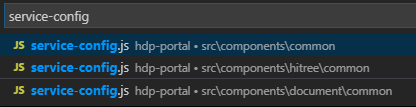 service-config
JS service-config.js hdp-portal • src\components\common
JS service-config.js hdp-portal • src\components\hitree\common
JS service-config.js hdp-portal • src\components\document\common